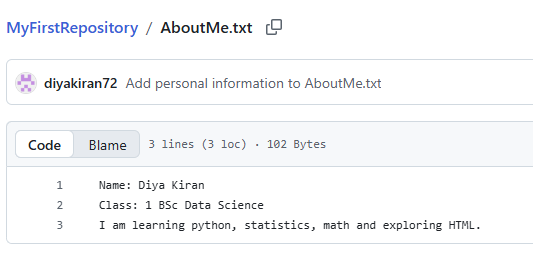 MyFirstRepository / AboutMe.txt
diyakiran72 Add personal information to AboutMe.txt
Code Blame 3 lines (3 loc) · 102 Bytes
1 Name: Diya Kiran
2 Class: 1 BSc Data Science
3 I am learning python, statistics, math and exploring HTML.